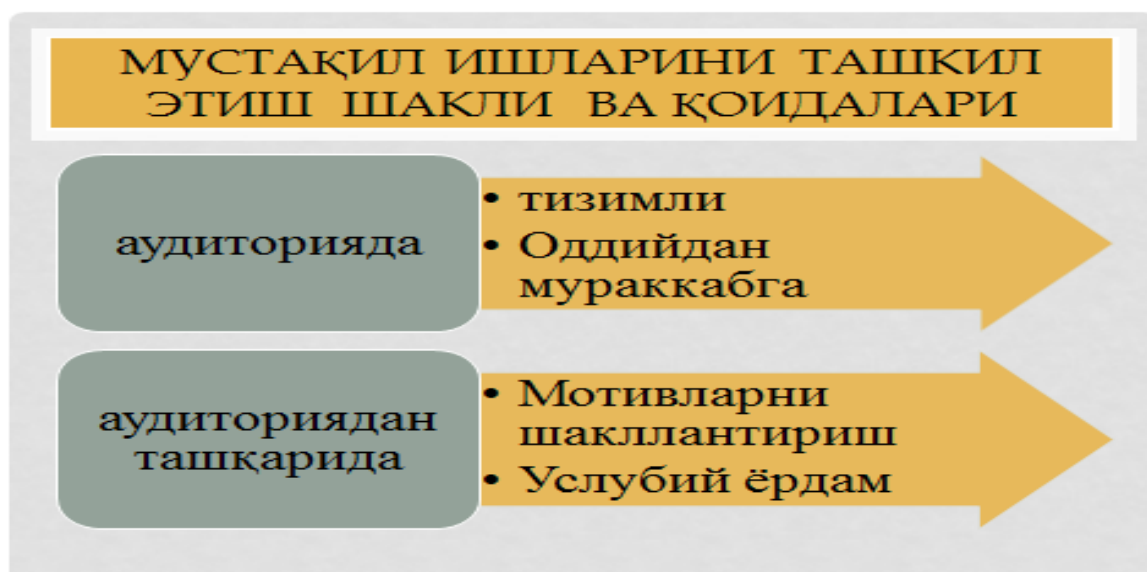 МУСТАҚИЛ ИШЛАРИНИ ТАШКИЛ
ЭТИШ ШАКЛИ ВА ҚОИДАЛАРИ
аудиторияда
• тизимли
• Оддийдан
мураккабга
аудиториядан
ташқарида
• Мотивларни
шакллантириш
• Услубий ёрдам